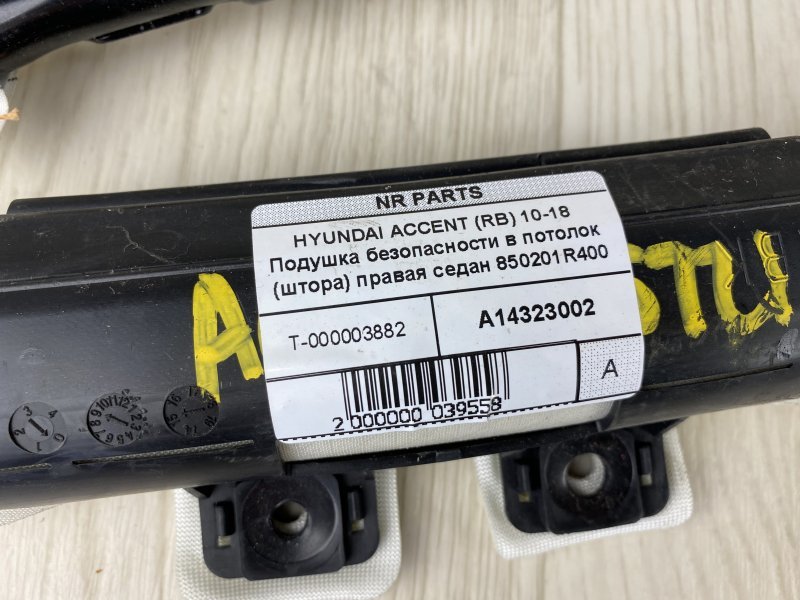 NR PARTS
HYUNDAI ACCENT (RB) 10-18
Подушка безопасности в потолок
(штора) правая седан 850201R400
T-000003882
A14323002
A
2 000000 039558